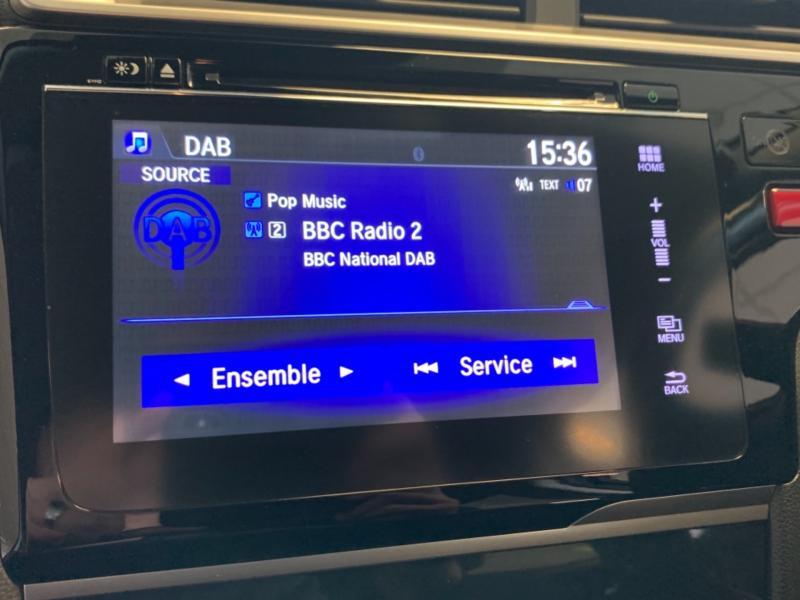 DAB
15:36
HOME
SOURCE
TEXT 07
Pop Music
DAB
2 BBC Radio 2
BBC National DAB
+
VOL
-
MENU
Ensemble
Service
BACK